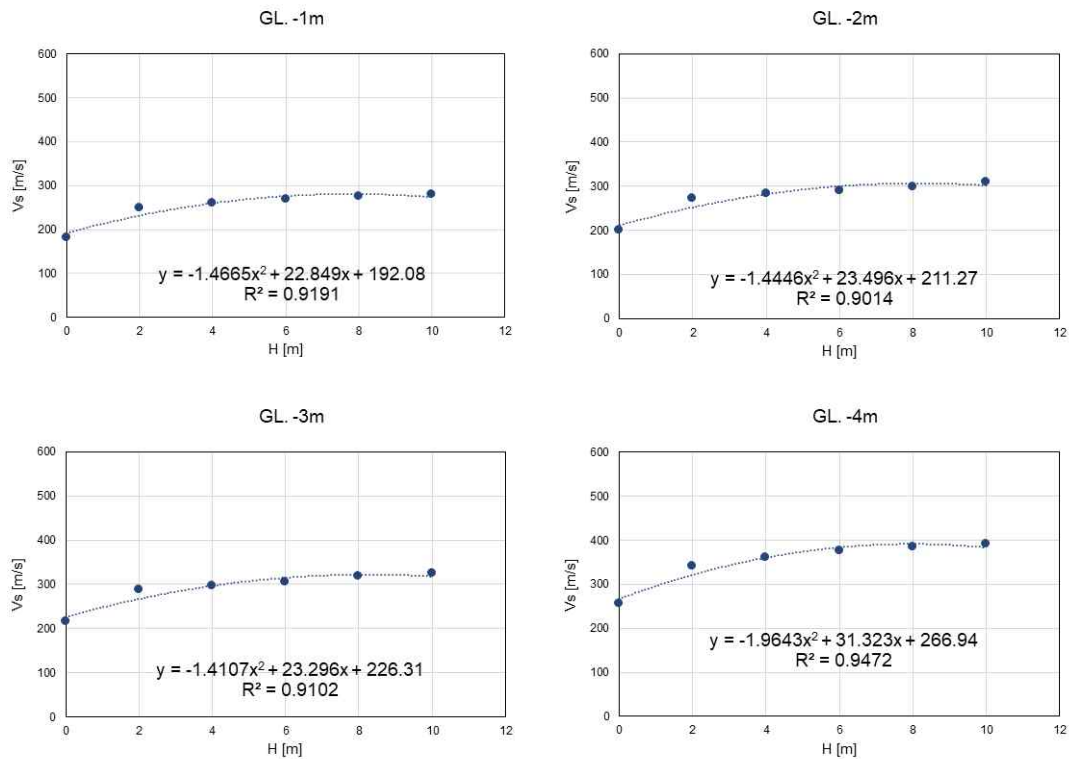 GL. -1m
600
500
400
300
200
100
0
Vs [m/s]
y = -1.4665x² + 22.849x + 192.08
R² = 0.9191
0 2 4 6 8 10 12
H [m]
GL. -2m
600
500
400
300
200
100
0
Vs [m/s]
y = -1.4446x² + 23.496x + 211.27
R² = 0.9014
0 2 4 6 8 10 12
H [m]
GL. -3m
600
500
400
300
200
100
0
Vs [m/s]
y = -1.4107x² + 23.296x + 226.31
R² = 0.9102
0 2 4 6 8 10 12
H [m]
GL. -4m
600
500
400
300
200
100
0
Vs [m/s]
y = -1.9643x² + 31.323x + 266.94
R² = 0.9472
0 2 4 6 8 10 12
H [m]